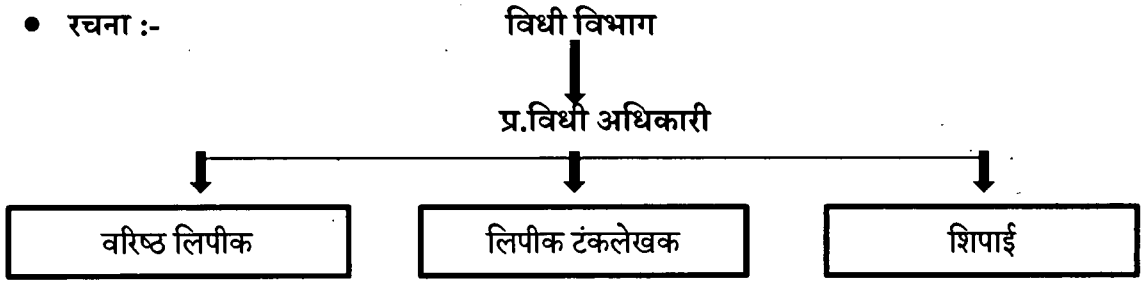 • रचना :- विधी विभाग
प्र.विधी अधिकारी
वरिष्ठ लिपीक लिपीक टंकलेखक शिपाई